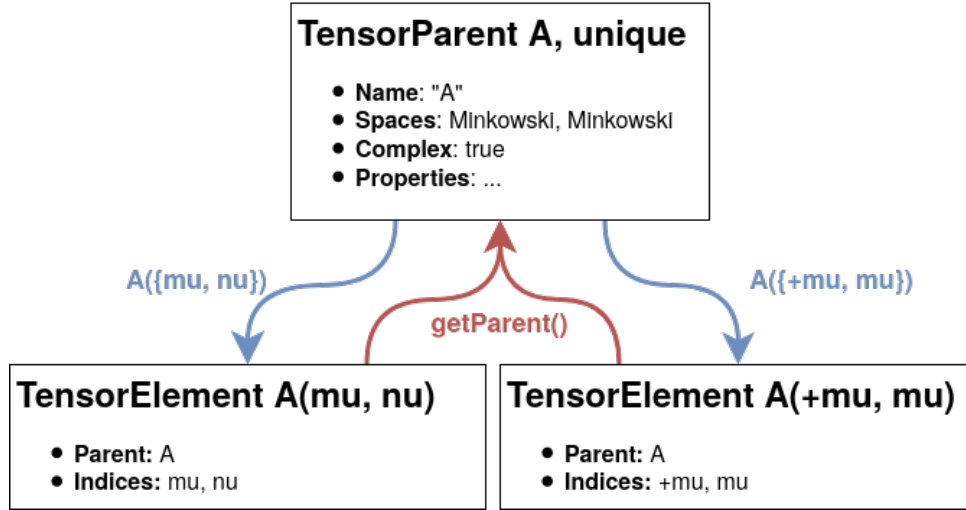 TensorParent A, unique
● Name: "A"
● Spaces: Minkowski, Minkowski
● Complex: true
● Properties: ...
A({mu, nu})
A({+mu, mu})
getParent()
TensorElement A(mu, nu)
● Parent: A
● Indices: mu, nu
TensorElement A(+mu, mu)
● Parent: A
● Indices: +mu, mu